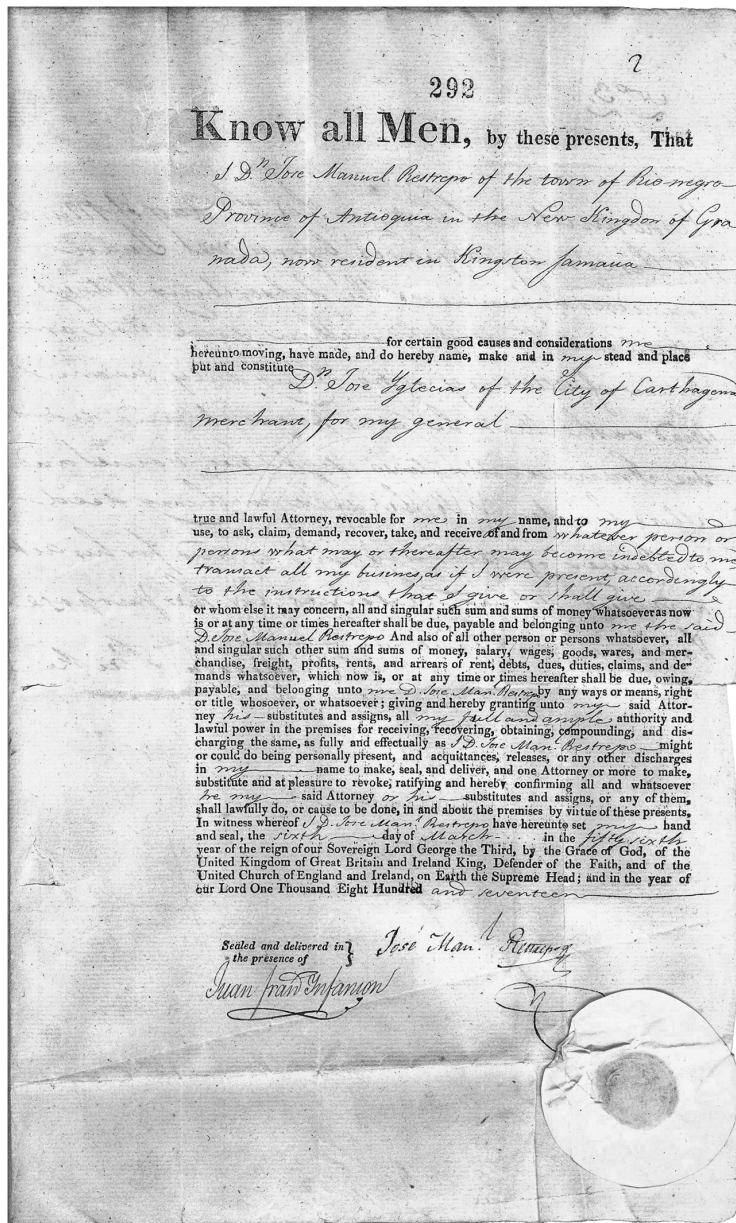 2
292
Know all Men, by these presents, That
I Dn Jose Manuel Restrepo of the town of Rio-negro
Province of Antioquia in the New Kingdom of Gra
nada, now resident in Kingston Jamaica
for certain good causes and considerations me
hereunto moving, have made, and do hereby name, make and in my stead and place
put and constitute
Dn Jose Yglecias of the City of Carthagena
merchant, for my general
true and lawful Attorney, revocable for me in my name, and to my
use, to ask, claim, demand, recover, take, and receive of and from whatever person or
persons what may or thereafter may become indebted to me
transact all my busines as if I were present, accordengly
to the instructions that I give or shall give
or whom else it may concern, all and singular such sum and sums of money whatsoever as now
is or at any time or times hereafter shall be due, payable and belonging unto me the said
D. Jose Manuel Restrepo And also of all other person or persons whatsoever, all
and singular such other sum and sums of money, salary, wages, goods, wares, and mer-
chandise, freight, profits, rents, and arrears of rent, debts, dues, duties, claims, and de-
mands whatsoever, which now is, or at any time or times hereafter shall be due, owing,
payable, and belonging unto me D. Jose Manl. Restrepo by any ways or means, right
or title whosoever, or whatsoever; giving and hereby granting unto my said Attor-
ney his substitutes and assigns, all my full and ample authority and
lawful power in the premises for receiving, recovering, obtaining, compounding, and dis-
charging the same, as fully and effectually as I D. Jose Manl. Restrepo might
or could do being personally present, and acquittances, releases, or any other discharges
in my name to make, seal, and deliver, and one Attorney or more to make,
substitute and at pleasure to revoke, ratifying and hereby confirming all and whatsoever
he my said Attorney or his substitutes and assigns, or any of them,
shall lawfully do, or cause to be done, in and about the premises by virtue of these presents,
In witness whereof I D. Jose Manl. Restrepo have hereunto set my hand
and seal, the sixth day of March in the fifty sixth
year of the reign of our Sovereign Lord George the Third, by the Grace of God, of the
United Kingdom of Great Britain and Ireland King, Defender of the Faith, and of the
United Church of England and Ireland, on Earth the Supreme Head; and in the year of
our Lord One Thousand Eight Hundred and seventeen
Sealed and delivered in
the presence of
José Manl. Restrepo
Juan Infanson